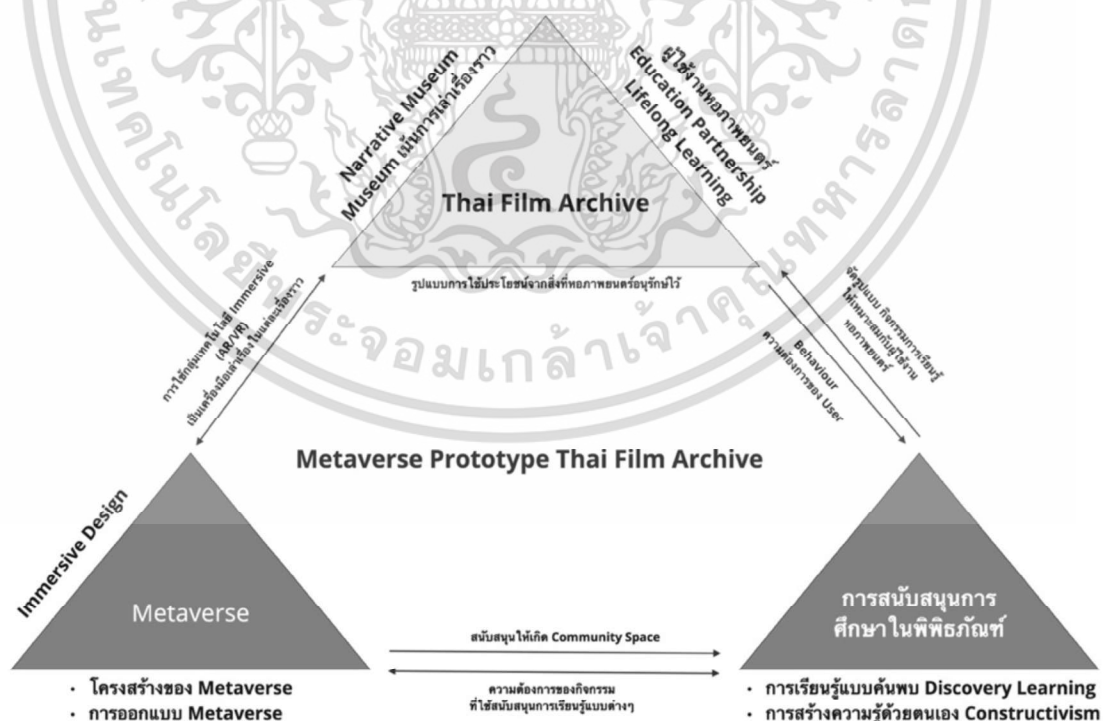 Narrative Museum
Museum เน้นการเล่าเรื่องราว
ผู้ใช้งานหอภาพยนตร์
Education Partnership
Lifelong Learning
Thai Film Archive
รูปแบบการใช้ประโยชน์จากสิ่งที่หอภาพยนตร์อนุรักษ์ไว้
การใช้กลุ่มเทคโนโลยี Immersive
(AR/VR)
เป็นเครื่องมือเล่าเรื่องในแต่ละเรื่องราว
จัดรูปแบบ กิจกรรมการเรียนรู้
ให้เหมาะสมกับผู้ใช้งาน
หอภาพยนตร์
Behaviour
ความต้องการของ User
Metaverse Prototype Thai Film Archive
Immersive Design
Metaverse
การสนับสนุนการ
ศึกษาในพิพิธภัณฑ์
สนับสนุนให้เกิด Community Space
ความต้องการของกิจกรรม
ที่ใช้สนับสนุนการเรียนรู้แบบต่างๆ
• โครงสร้างของ Metaverse
• การออกแบบ Metaverse
• การเรียนรู้แบบค้นพบ Discovery Learning
• การสร้างความรู้ด้วยตนเอง Constructivism